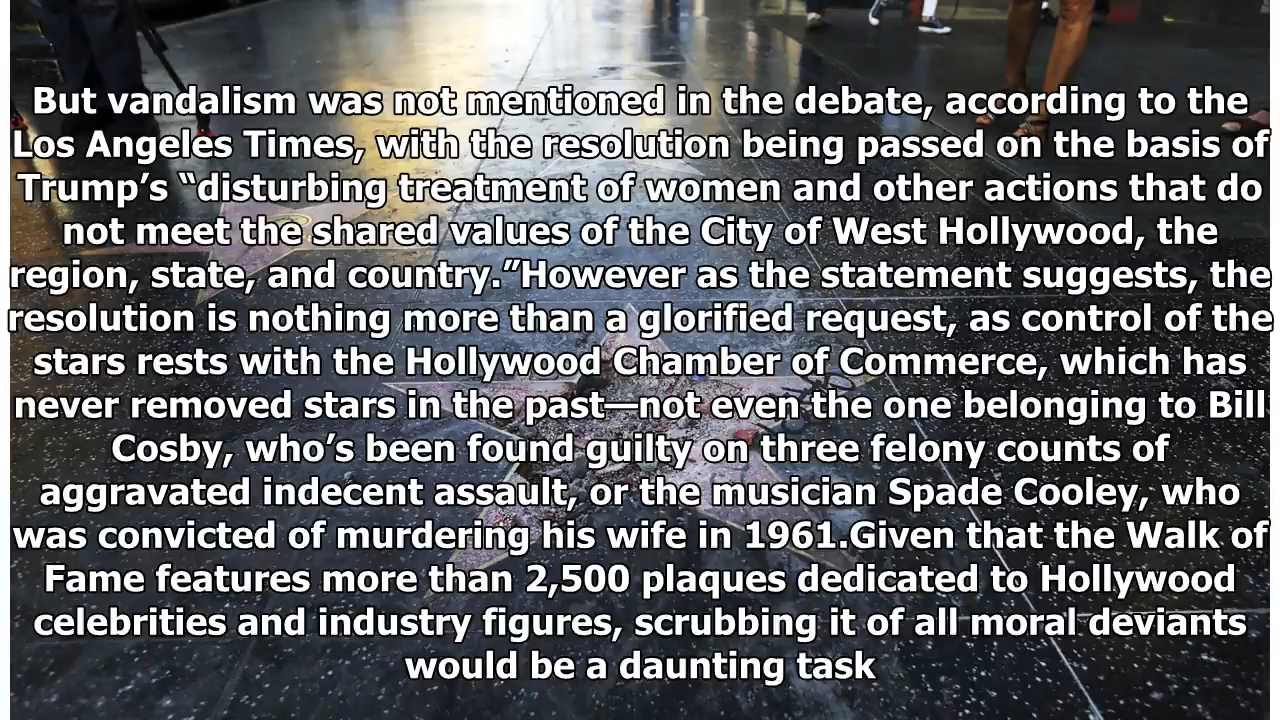 But vandalism was not mentioned in the debate, according to the
Los Angeles Times, with the resolution being passed on the basis of
Trump’s “disturbing treatment of women and other actions that do
not meet the shared values of the City of West Hollywood, the
region, state, and country.”However as the statement suggests, the
resolution is nothing more than a glorified request, as control of the
stars rests with the Hollywood Chamber of Commerce, which has
never removed stars in the past—not even the one belonging to Bill
Cosby, who’s been found guilty on three felony counts of
aggravated indecent assault, or the musician Spade Cooley, who
was convicted of murdering his wife in 1961.Given that the Walk of
Fame features more than 2,500 plaques dedicated to Hollywood
celebrities and industry figures, scrubbing it of all moral deviants
would be a daunting task